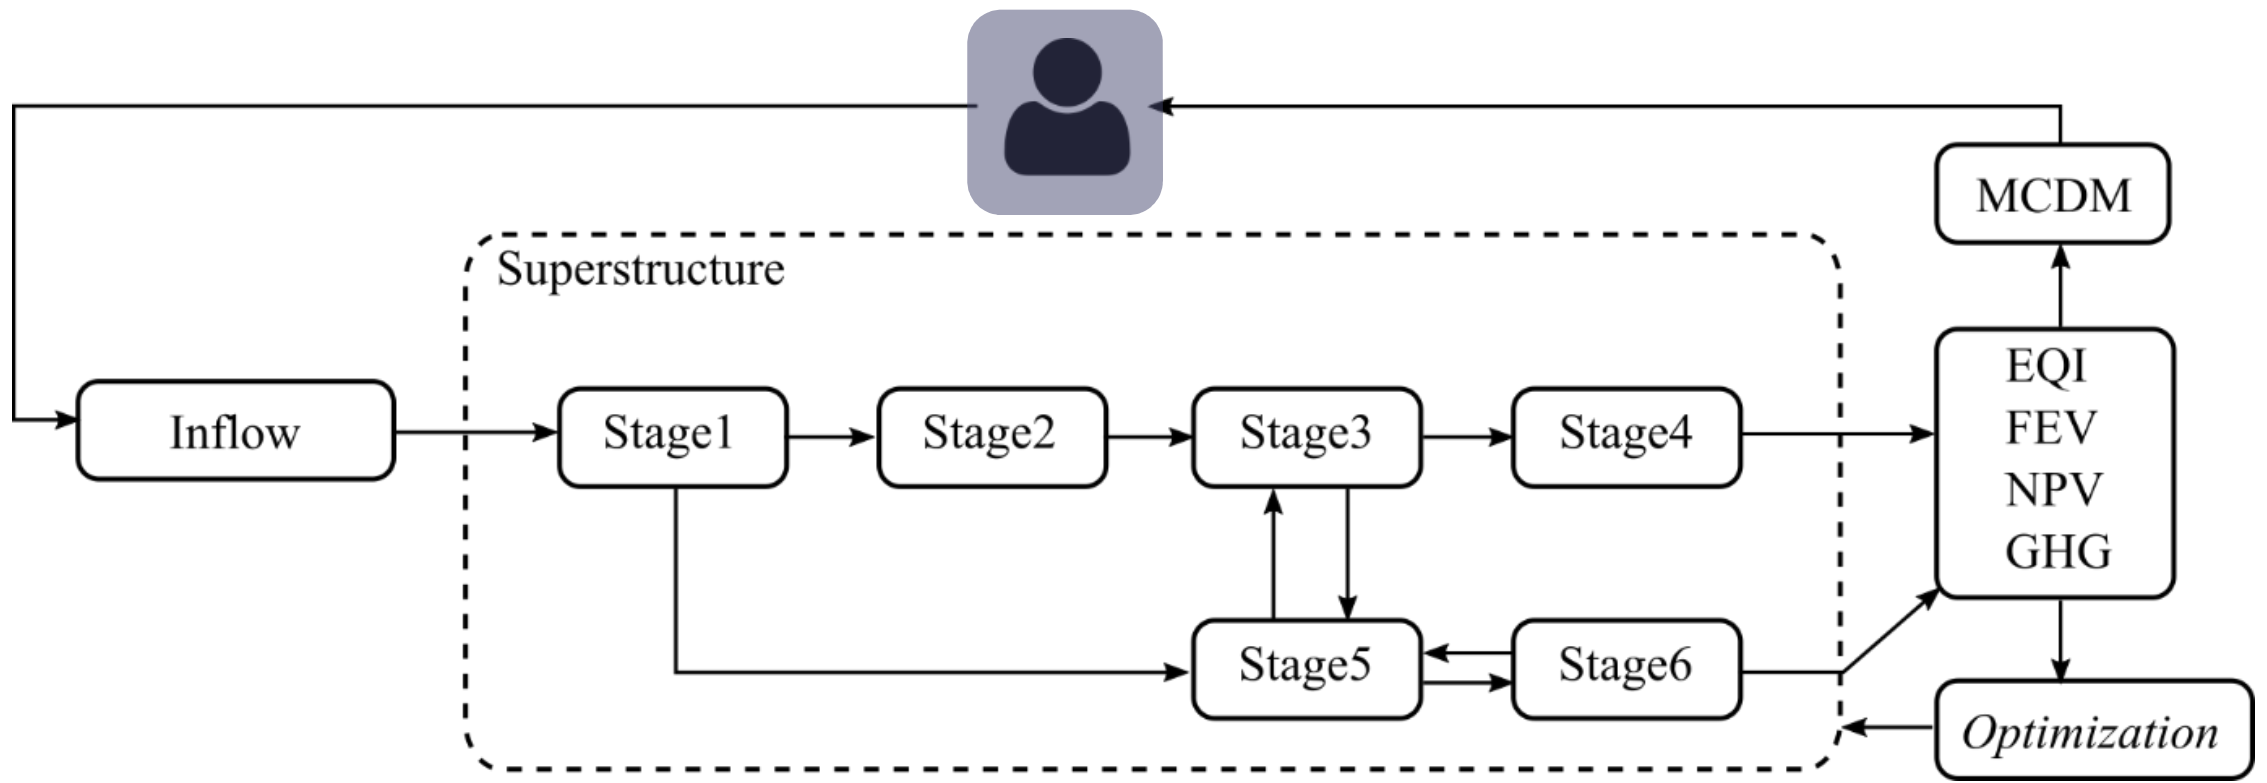 MCDM
Superstructure
Inflow
Stage1
Stage2
Stage3
Stage4
EQI
FEV
NPV
GHG
Stage5
Stage6
Optimization